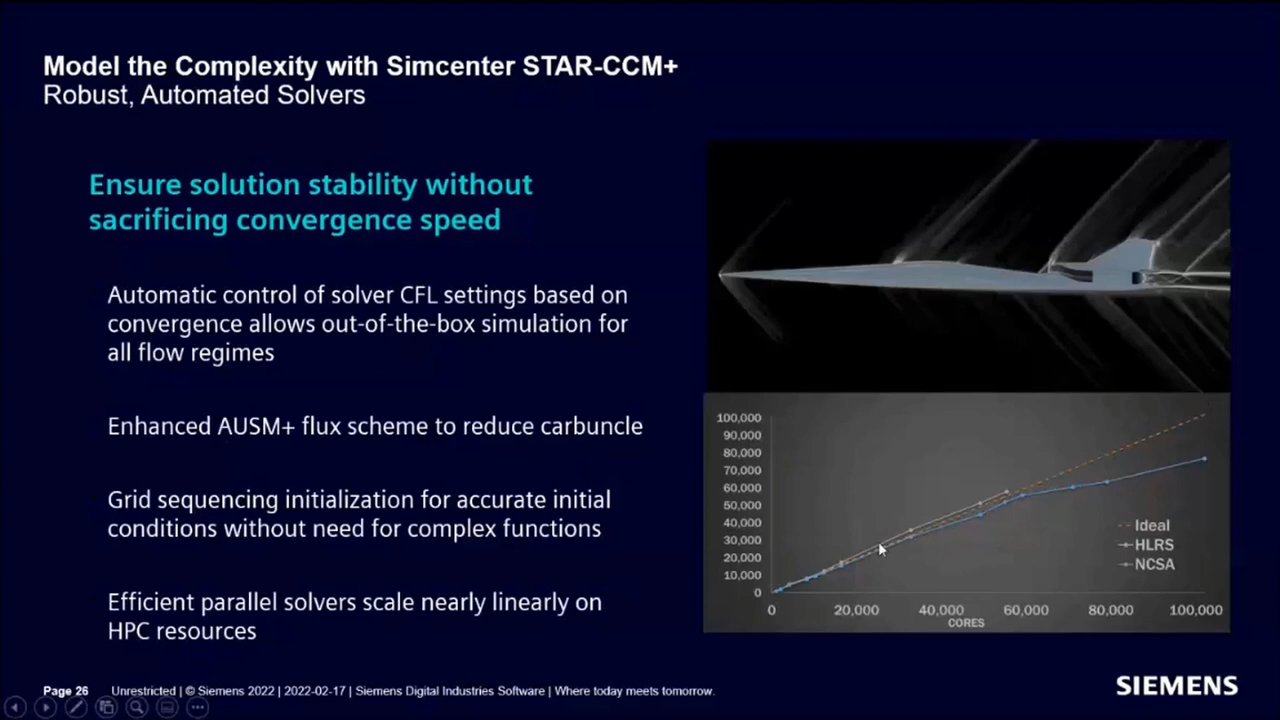 Model the Complexity with Simcenter STAR-CCM+
Robust, Automated Solvers
Ensure solution stability without
sacrificing convergence speed
Automatic control of solver CFL settings based on
convergence allows out-of-the-box simulation for
all flow regimes
Enhanced AUSM+ flux scheme to reduce carbuncle
Grid sequencing initialization for accurate initial
conditions without need for complex functions
Efficient parallel solvers scale nearly linearly on
HPC resources
100,000
90,000
80,000
70,000
60,000
50,000
40,000
30,000
20,000
10,000
0
Ideal
HLRS
NCSA
0 20,000 40,000 60,000 80,000 100,000
CORES
Page 26 Unrestricted | © Siemens 2022 | 2022-02-17 | Siemens Digital Industries Software | Where today meets tomorrow.
SIEMENS